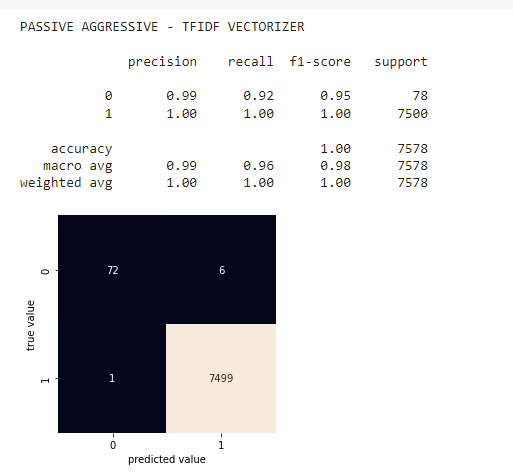 PASSIVE AGGRESSIVE - TFIDF VECTORIZER
precision recall f1-score support
0 0.99 0.92 0.95 78
1 1.00 1.00 1.00 7500
accuracy 1.00 7578
macro avg 0.99 0.96 0.98 7578
weighted avg 1.00 1.00 1.00 7578
0 72 6
true value
1 1 7499
0 1
predicted value